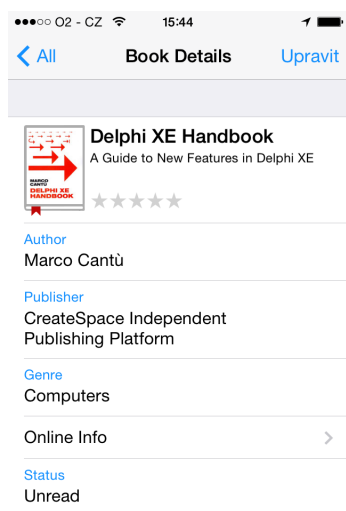 O2 - CZ 15:44
All Book Details Upravit
Delphi XE Handbook
A Guide to New Features in Delphi XE
MARCO
CANTÙ
DELPHI XE
HANDBOOK
Author
Marco Cantù
Publisher
CreateSpace Independent
Publishing Platform
Genre
Computers
Online Info
Status
Unread